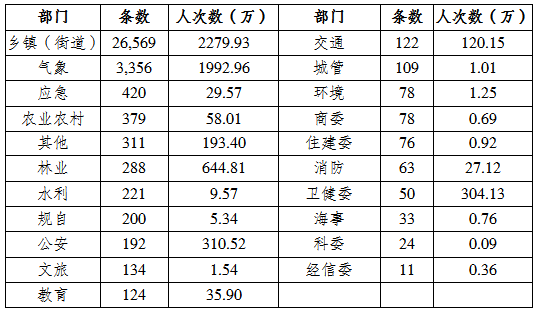 部门 条数 人次数（万） 部门 条数 人次数（万）
乡镇（街道） 26,569 2279.93 交通 122 120.15
气象 3,356 1992.96 城管 109 1.01
应急 420 29.57 环境 78 1.25
农业农村 379 58.01 商委 78 0.69
其他 311 193.40 住建委 76 0.92
林业 288 644.81 消防 63 27.12
水利 221 9.57 卫健委 50 304.13
规自 200 5.34 海事 33 0.76
公安 192 310.52 科委 24 0.09
文旅 134 1.54 经信委 11 0.36
教育 124 35.90